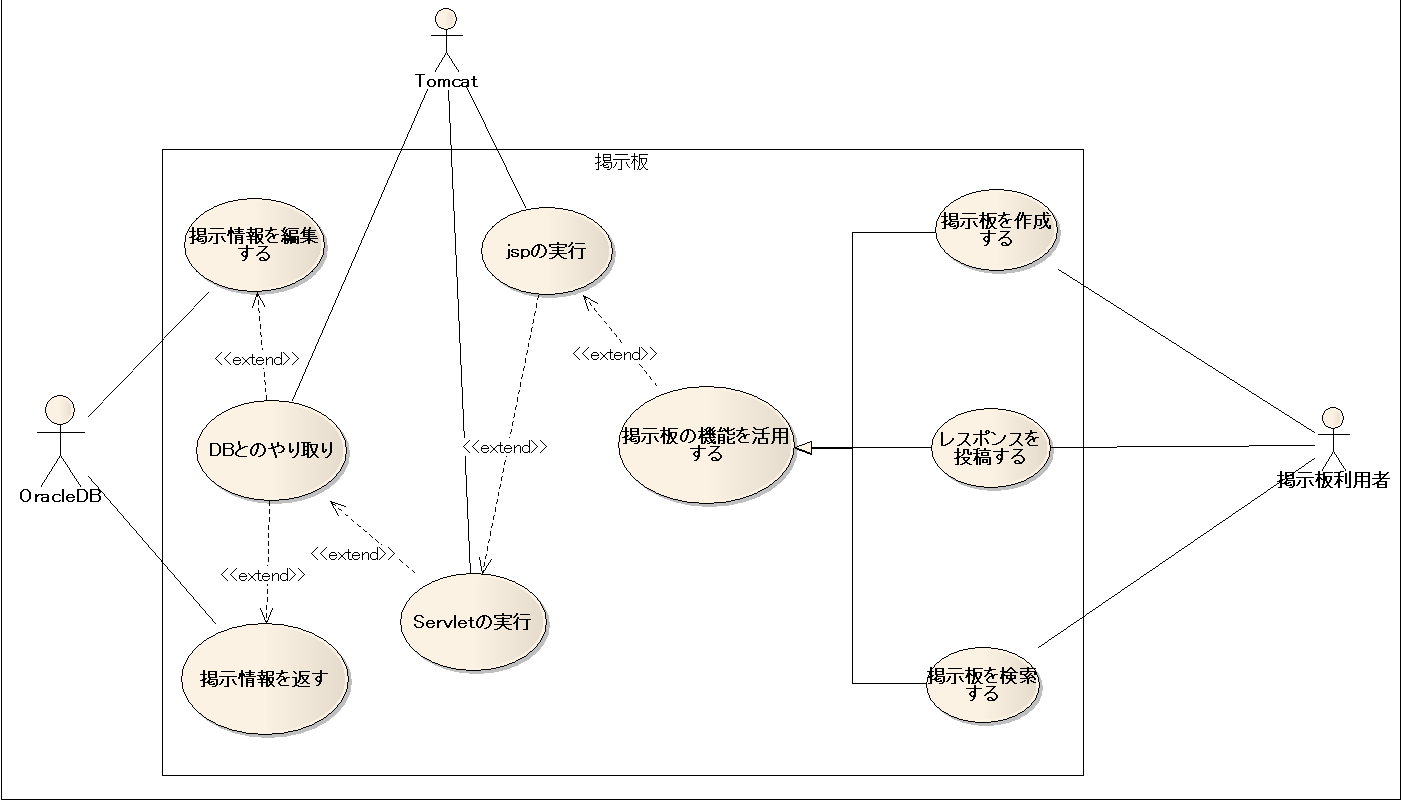 Tomcat
掲示板
掲示情報を編集
する
jspの実行
掲示板を作成
する
<<extend>>
<<extend>>
DBとのやり取り
<<extend>>
掲示板の機能を活用
する
レスポンスを
投稿する
掲示板利用者
OracleDB
<<extend>>
<<extend>>
Servletの実行
掲示情報を返す
掲示板を検索
する